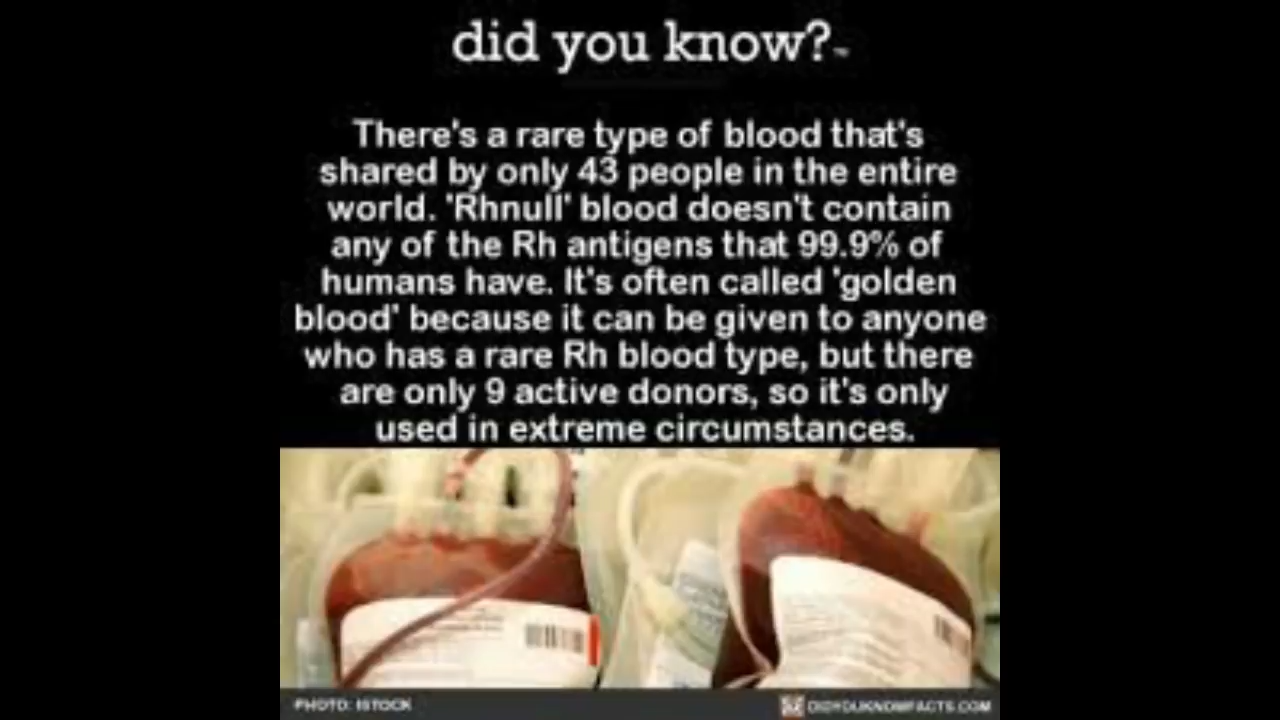 did you know?
There's a rare type of blood that's
shared by only 43 people in the entire
world. 'Rhnull' blood doesn't contain
any of the Rh antigens that 99.9% of
humans have. It's often called 'golden
blood' because it can be given to anyone
who has a rare Rh blood type, but there
are only 9 active donors, so it's only
used in extreme circumstances.
PHOTO: ISTOCK
DIDYOUKNOWFACTS.COM